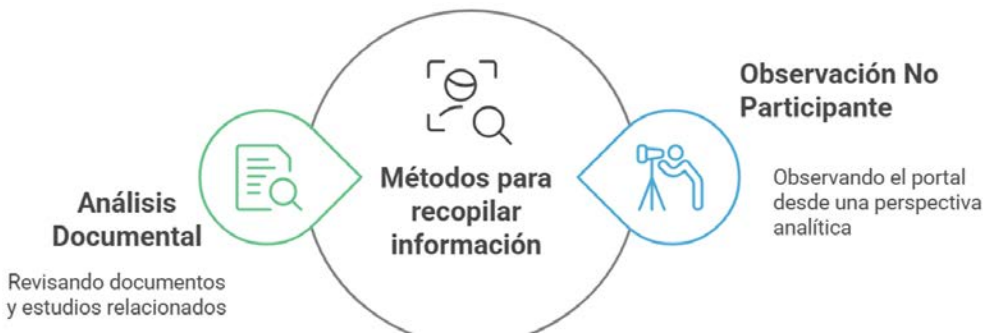 Análisis
Documental
Revisando documentos
y estudios relacionados
Métodos para
recopilar
información
Observación No
Participante
Observando el portal
desde una perspectiva
analítica